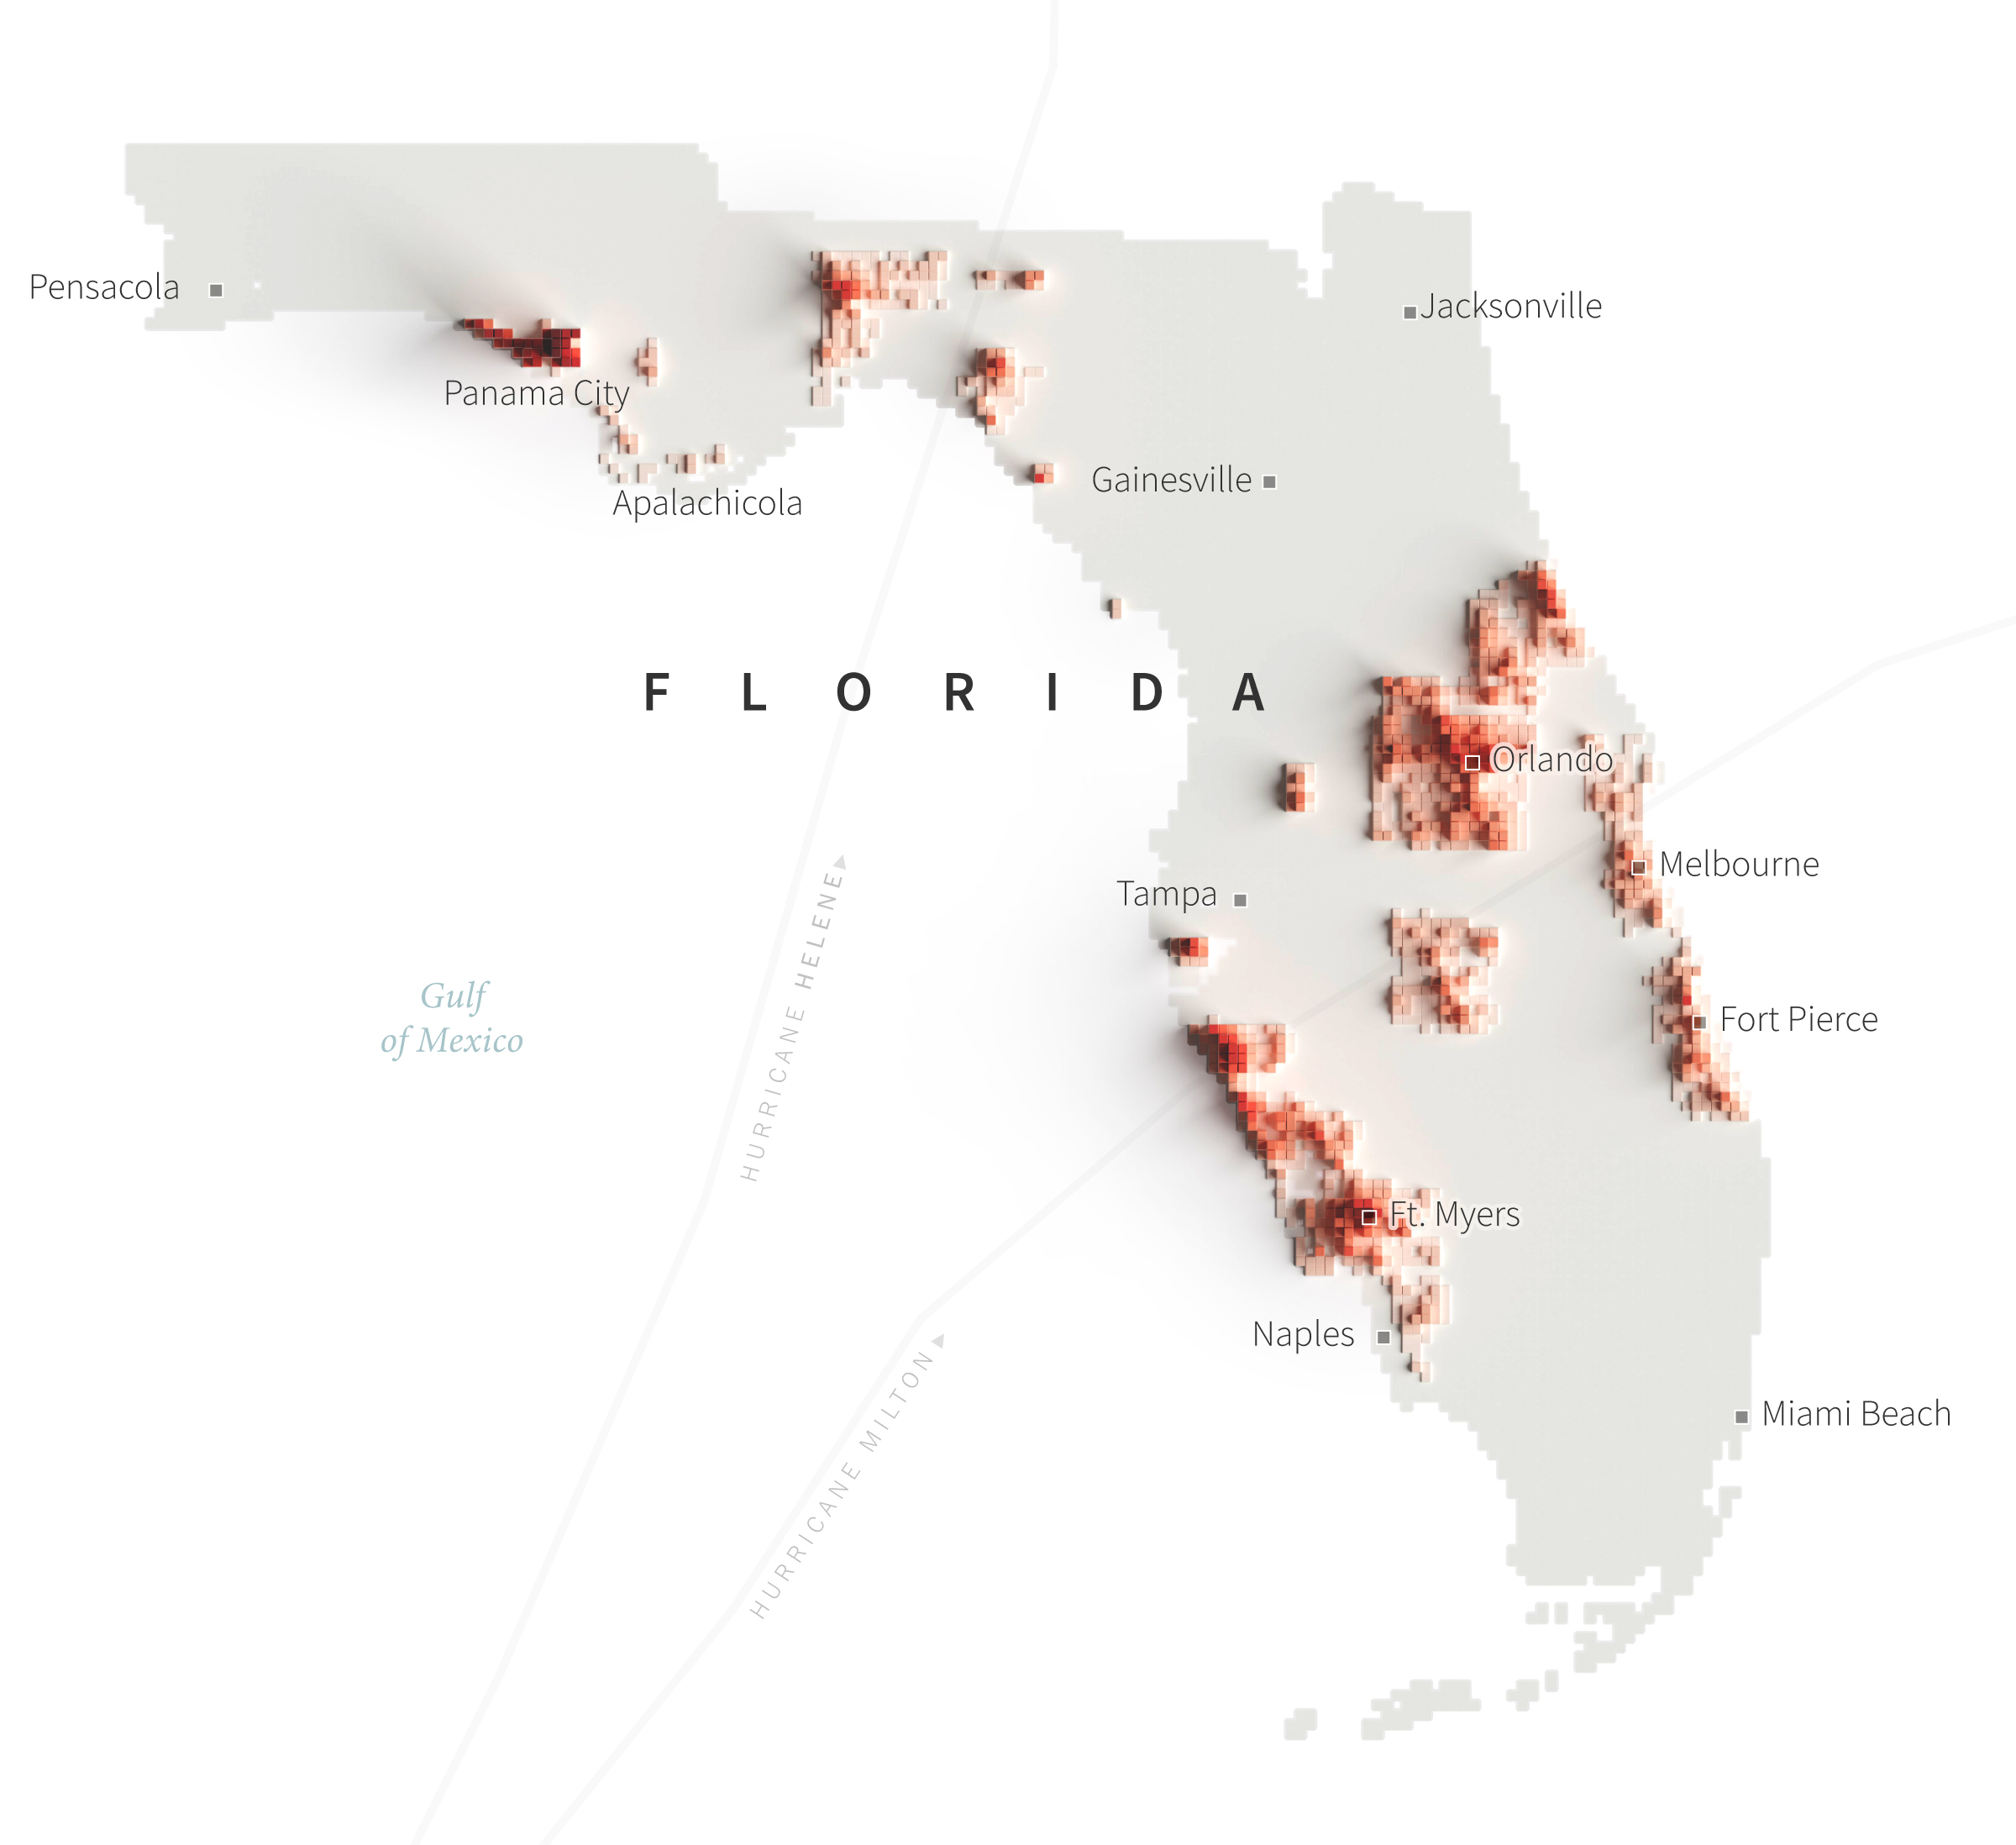 Pensacola
Jacksonville
Panama City
Gainesville
Apalachicola
F L O R I D A
Orlando
Melbourne
Tampa
HURRICANE HELENE▲
Gulf
of Mexico
Fort Pierce
Ft. Myers
Naples
HURRICANE MILTON ▲
Miami Beach